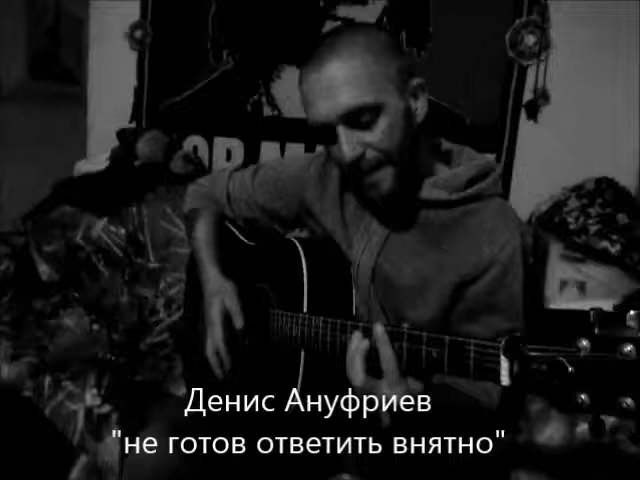 Денис Ануфриев
"не готов ответить внятно"